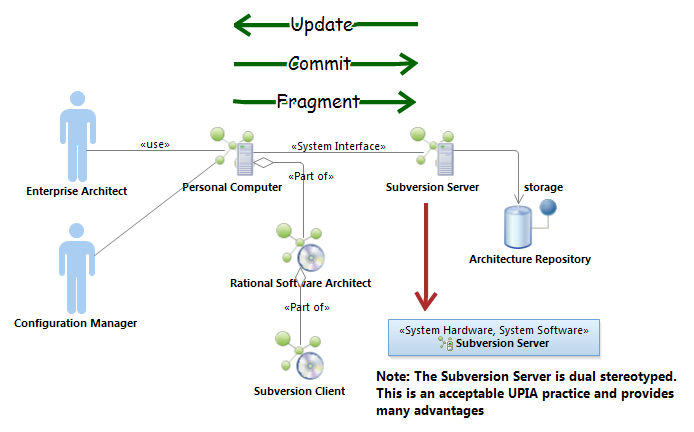 Update
Commit
Fragment
«use»
«System Interface»
Enterprise Architect
Personal Computer
Subversion Server
«Part of»
storage
Architecture Repository
Rational Software Architect
Configuration Manager
«Part of»
«System Hardware, System Software»
Subversion Server
Subversion Client
Note: The Subversion Server is dual stereotyped.
This is an acceptable UPIA practice and provides
many advantages